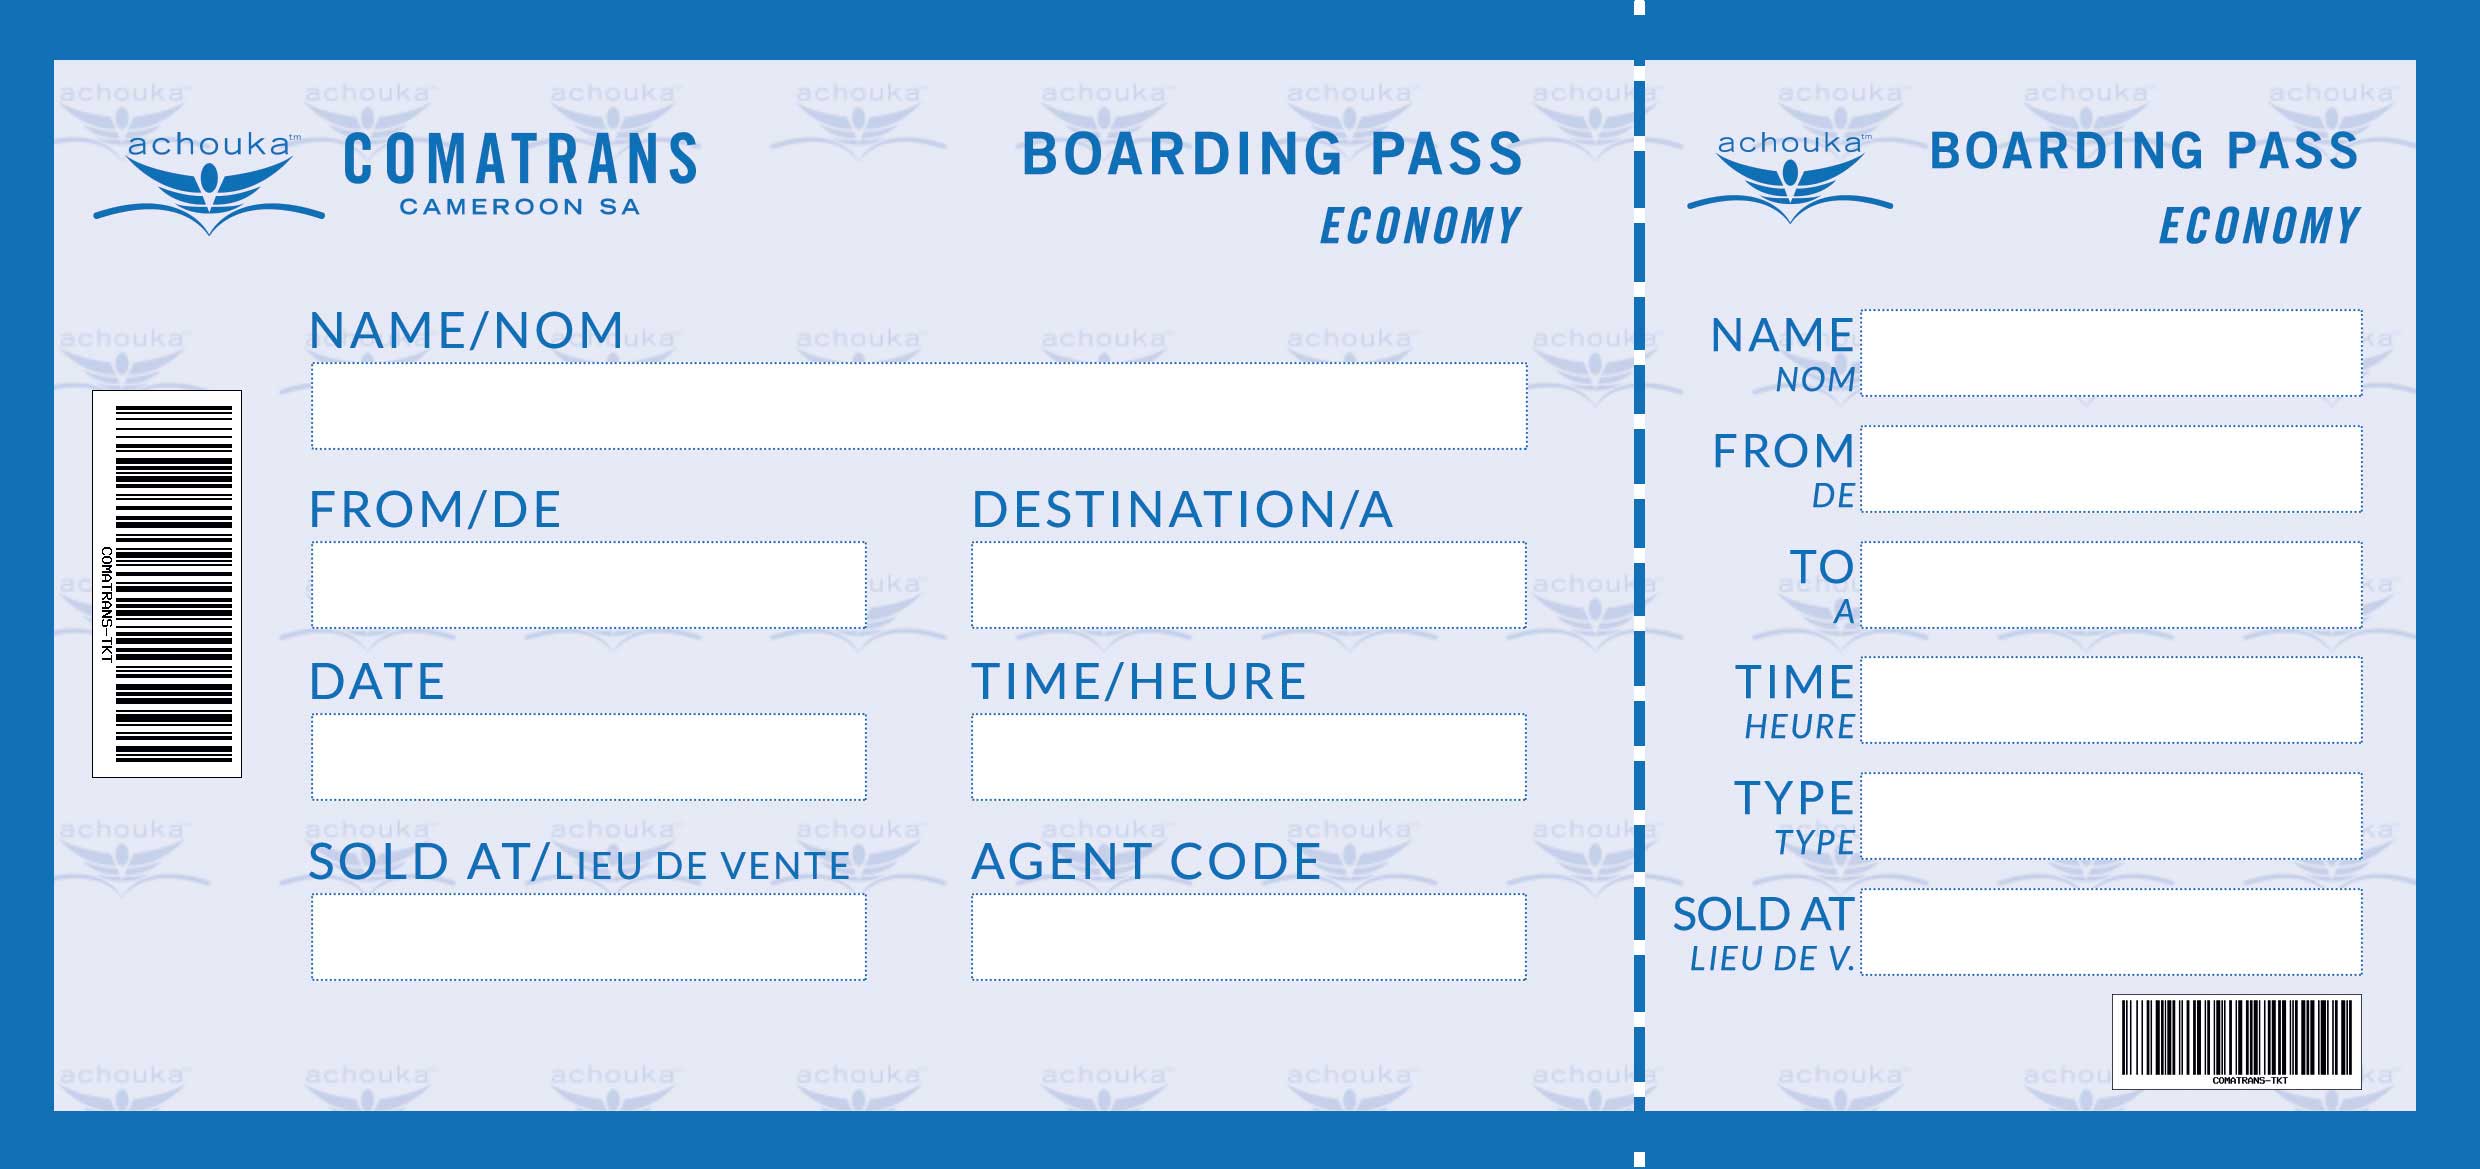 achouka™
COMATRANS
CAMEROON SA
BOARDING PASS
ECONOMY
NAME/NOM
FROM/DE
DESTINATION/A
DATE
TIME/HEURE
SOLD AT/LIEU DE VENTE
AGENT CODE
COMATRANS-TKT
achouka™
BOARDING PASS
ECONOMY
NAME
NOM
FROM
DE
TO
A
TIME
HEURE
TYPE
TYPE
SOLD AT
LIEU DE V.
COMATRANS-TKT